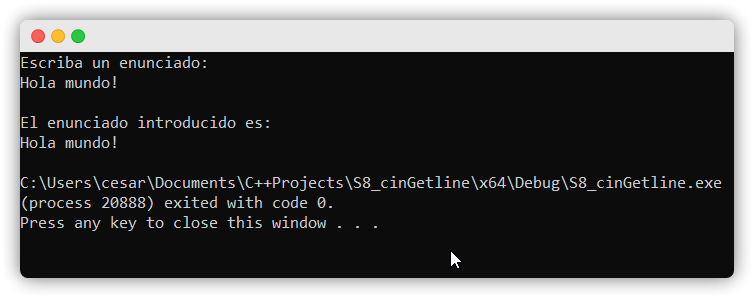 Escriba un enunciado:
Hola mundo!
El enunciado introducido es:
Hola mundo!
C:\Users\cesar\Documents\C++Projects\S8_cinGetline\x64\Debug\S8_cinGetline.exe
(process 20888) exited with code 0.
Press any key to close this window . . .